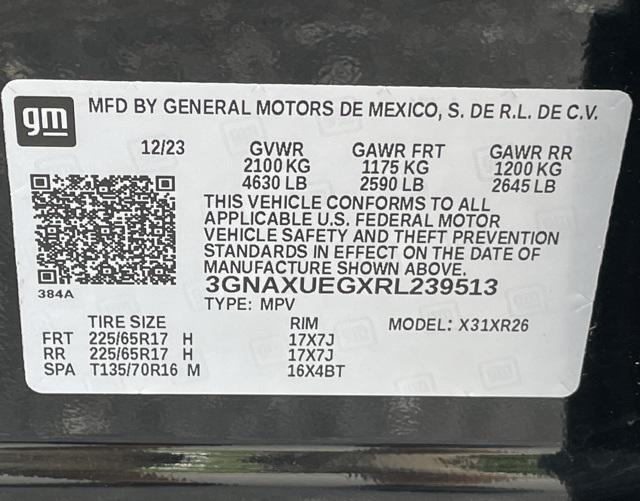 gm MFD BY GENERAL MOTORS DE MEXICO, S. DE R.L. DE C.V.
12/23 GVWR GAWR FRT GAWR RR
2100 KG 1175 KG 1200 KG
4630 LB 2590 LB 2645 LB
THIS VEHICLE CONFORMS TO ALL
APPLICABLE U.S. FEDERAL MOTOR
VEHICLE SAFETY AND THEFT PREVENTION
STANDARDS IN EFFECT ON THE DATE OF
MANUFACTURE SHOWN ABOVE.
3GNAXUEGXRL239513
384A
TYPE: MPV
TIRE SIZE RIM MODEL: X31XR26
FRT 225/65R17 H 17X7J
RR 225/65R17 H 17X7J
SPA T135/70R16 M 16X4BT